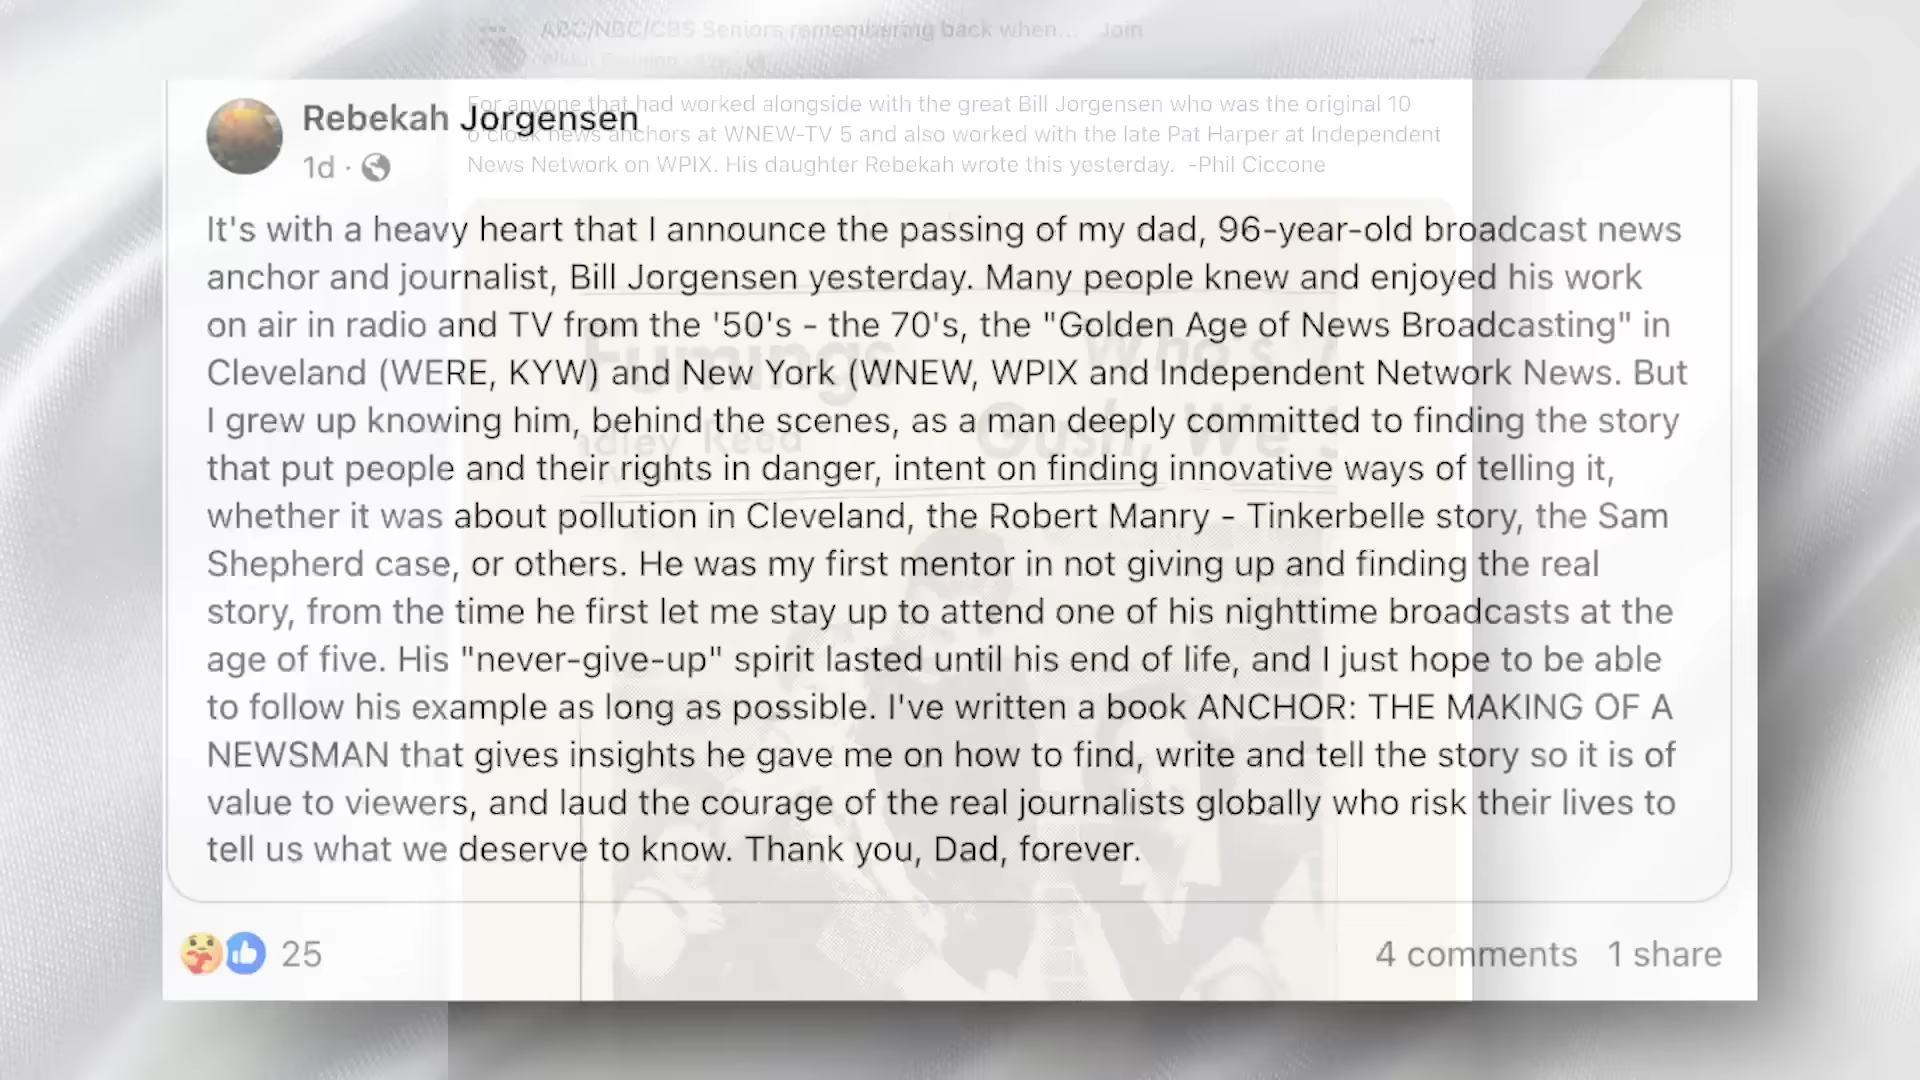 ABC/NBC/CBS Seniors remembering back when... Join
For anyone that had worked alongside with the great Bill Jorgensen who was the original 10
o'clock news anchors at WNEW-TV 5 and also worked with the late Pat Harper at Independent
News Network on WPIX. His daughter Rebekah wrote this yesterday. -Phil Ciccone
Rebekah Jorgensen
1d ·
It's with a heavy heart that I announce the passing of my dad, 96-year-old broadcast news
anchor and journalist, Bill Jorgensen yesterday. Many people knew and enjoyed his work
on air in radio and TV from the '50's - the 70's, the "Golden Age of News Broadcasting" in
Cleveland (WERE, KYW) and New York (WNEW, WPIX and Independent Network News. But
I grew up knowing him, behind the scenes, as a man deeply committed to finding the story
that put people and their rights in danger, intent on finding innovative ways of telling it,
whether it was about pollution in Cleveland, the Robert Manry - Tinkerbelle story, the Sam
Shepherd case, or others. He was my first mentor in not giving up and finding the real
story, from the time he first let me stay up to attend one of his nighttime broadcasts at the
age of five. His "never-give-up" spirit lasted until his end of life, and I just hope to be able
to follow his example as long as possible. I've written a book ANCHOR: THE MAKING OF A
NEWSMAN that gives insights he gave me on how to find, write and tell the story so it is of
value to viewers, and laud the courage of the real journalists globally who risk their lives to
tell us what we deserve to know. Thank you, Dad, forever.
Fumings
Who's
Gush, We
Reed
25
4 comments 1 share